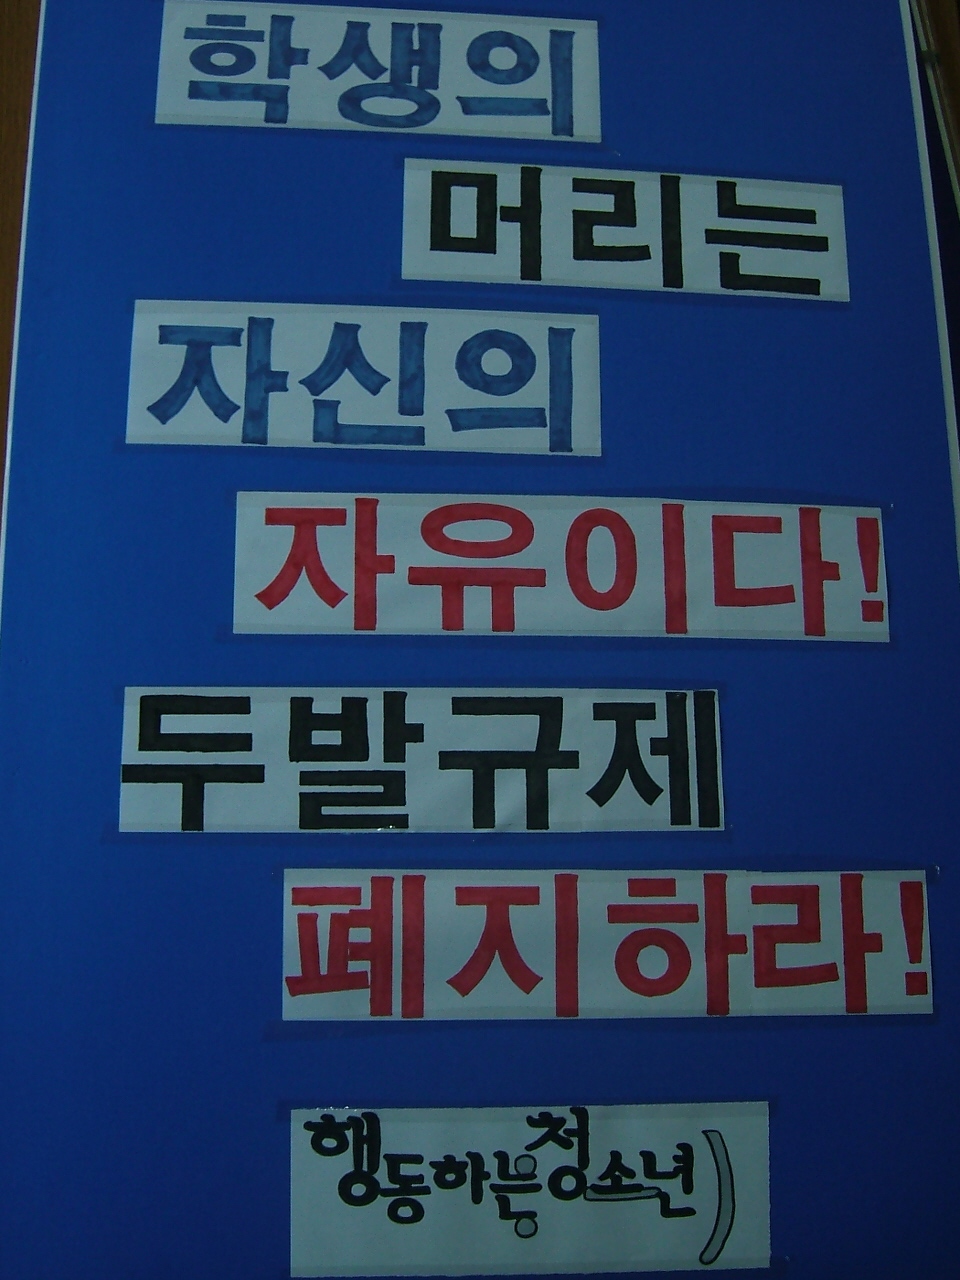 학생의
머리는
자신의
자유이다!
두발규제
폐지하라!
행동하는청소년)